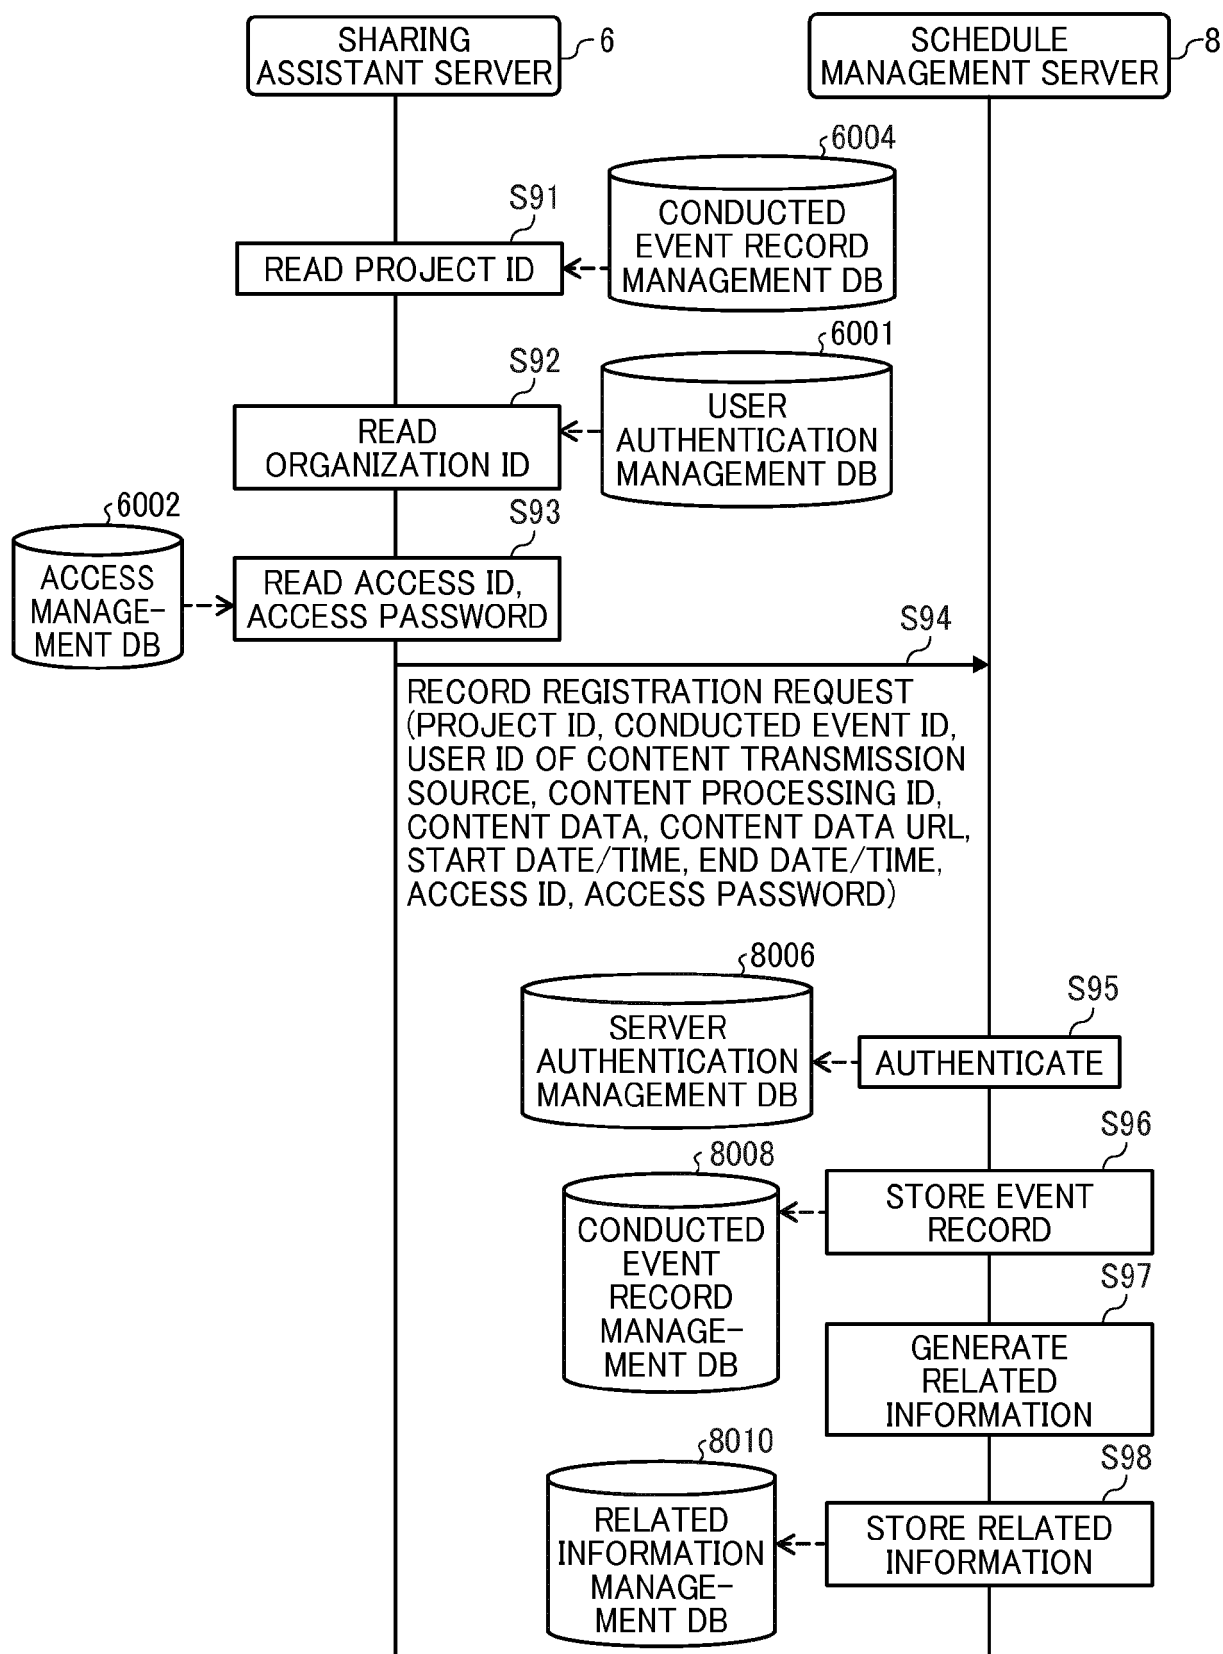 SHARING
ASSISTANT SERVER
6
SCHEDULE
MANAGEMENT SERVER
8
6004
CONDUCTED
EVENT RECORD
MANAGEMENT DB
S91
READ PROJECT ID
6001
USER
AUTHENTICATION
MANAGEMENT DB
S92
READ
ORGANIZATION ID
6002
ACCESS
MANAGE-
MENT DB
S93
READ ACCESS ID,
ACCESS PASSWORD
S94
RECORD REGISTRATION REQUEST
(PROJECT ID, CONDUCTED EVENT ID,
USER ID OF CONTENT TRANSMISSION
SOURCE, CONTENT PROCESSING ID,
CONTENT DATA, CONTENT DATA URL,
START DATE/TIME, END DATE/TIME,
ACCESS ID, ACCESS PASSWORD)
8006
SERVER
AUTHENTICATION
MANAGEMENT DB
S95
AUTHENTICATE
8008
CONDUCTED
EVENT
RECORD
MANAGE-
MENT DB
S96
STORE EVENT
RECORD
S97
GENERATE
RELATED
INFORMATION
8010
RELATED
INFORMATION
MANAGE-
MENT DB
S98
STORE RELATED
INFORMATION